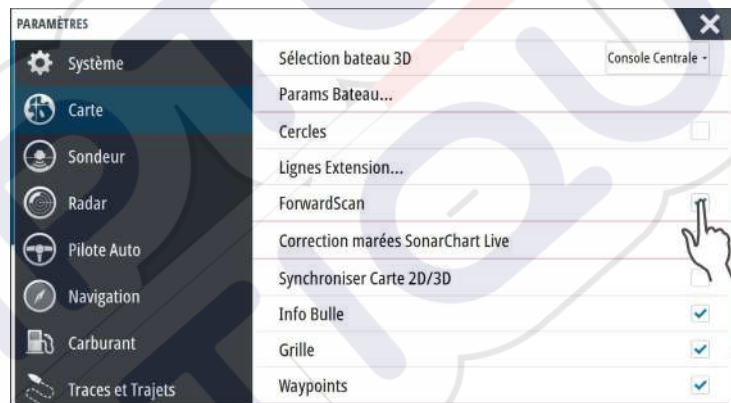 PARAMÈTRES
Système
Carte
Sondeur
Radar
Pilote Auto
Navigation
Carburant
Traces et Trajets
Sélection bateau 3D
Console Centrale
Params Bateau...
Cercles
Lignes Extension...
ForwardScan
Correction marées SonarChart Live
Synchroniser Carte 2D/3D
Info Bulle
Grille
Waypoints